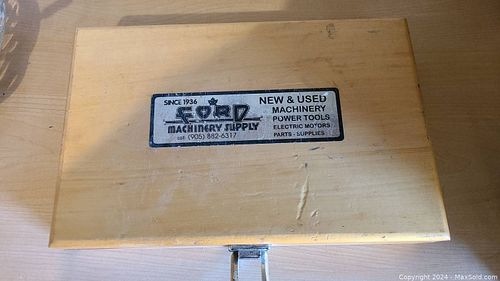 SINCE 1936
FORD
MACHINERY SUPPLY
(905) 882-6317
NEW & USED
MACHINERY
POWER TOOLS
ELECTRIC MOTORS
PARTS - SUPPLIES
Copyright 2024 - MaxSold.com